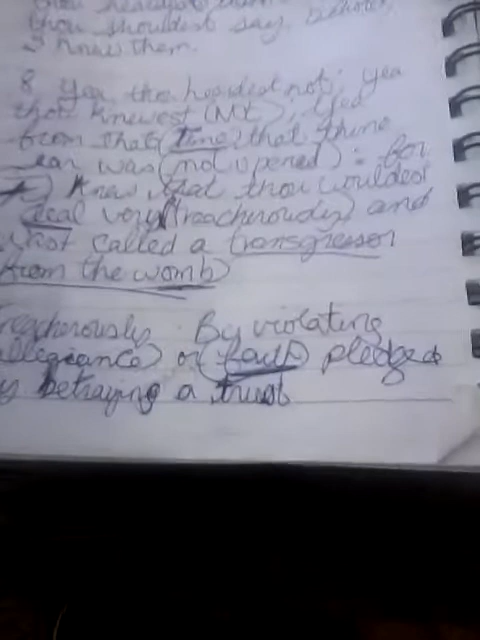 thou shouldest say, Behold,
I knew them.
8 Yea, thou heardest not; yea
thou knewest (Not); yea
from that (Time) that thine
ear was (not opened): for
I) Knew that thou wouldest
deal very (treacherously) and
wast called a transgressor
from the womb)
Treacherously: By violating
allegiance) or (faith) pledged
by betraying a trust